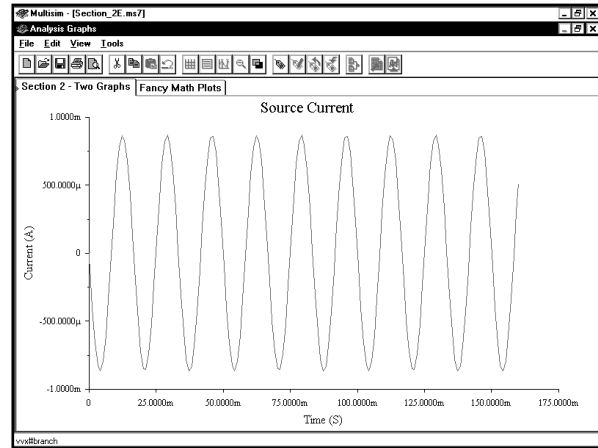 Multisim - [Section_2E.ms7]
Analysis Graphs
File Edit View Tools
Section 2 - Two Graphs Fancy Math Plots
Source Current
1.0000m
500.0000µ
0
-500.0000µ
-1.0000m
Current (A)
0 25.0000m 50.0000m 75.0000m 100.0000m 125.0000m 150.0000m 175.0000m
Time (S)
vvx#branch